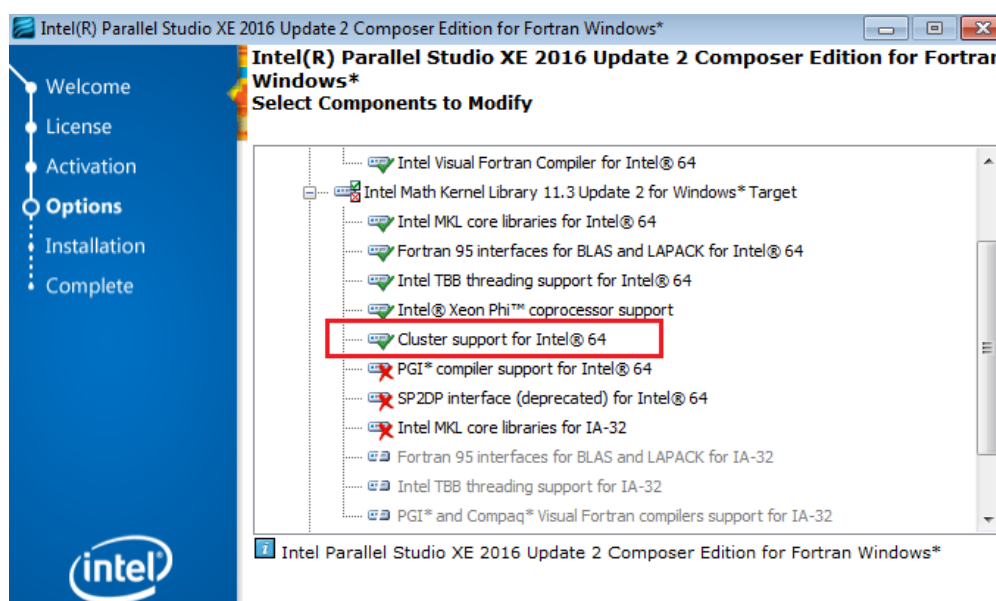 Intel(R) Parallel Studio XE 2016 Update 2 Composer Edition for Fortran Windows*
Intel(R) Parallel Studio XE 2016 Update 2 Composer Edition for Fortran
Windows*
Select Components to Modify
Welcome
License
Activation
Options
Installation
Complete
Intel Visual Fortran Compiler for Intel® 64
Intel Math Kernel Library 11.3 Update 2 for Windows* Target
Intel MKL core libraries for Intel® 64
Fortran 95 interfaces for BLAS and LAPACK for Intel® 64
Intel TBB threading support for Intel® 64
Intel® Xeon Phi™ coprocessor support
Cluster support for Intel® 64
PGI* compiler support for Intel® 64
SP2DP interface (deprecated) for Intel® 64
Intel MKL core libraries for IA-32
Fortran 95 interfaces for BLAS and LAPACK for IA-32
Intel TBB threading support for IA-32
PGI* and Compaq* Visual Fortran compilers support for IA-32
Intel Parallel Studio XE 2016 Update 2 Composer Edition for Fortran Windows*
intel